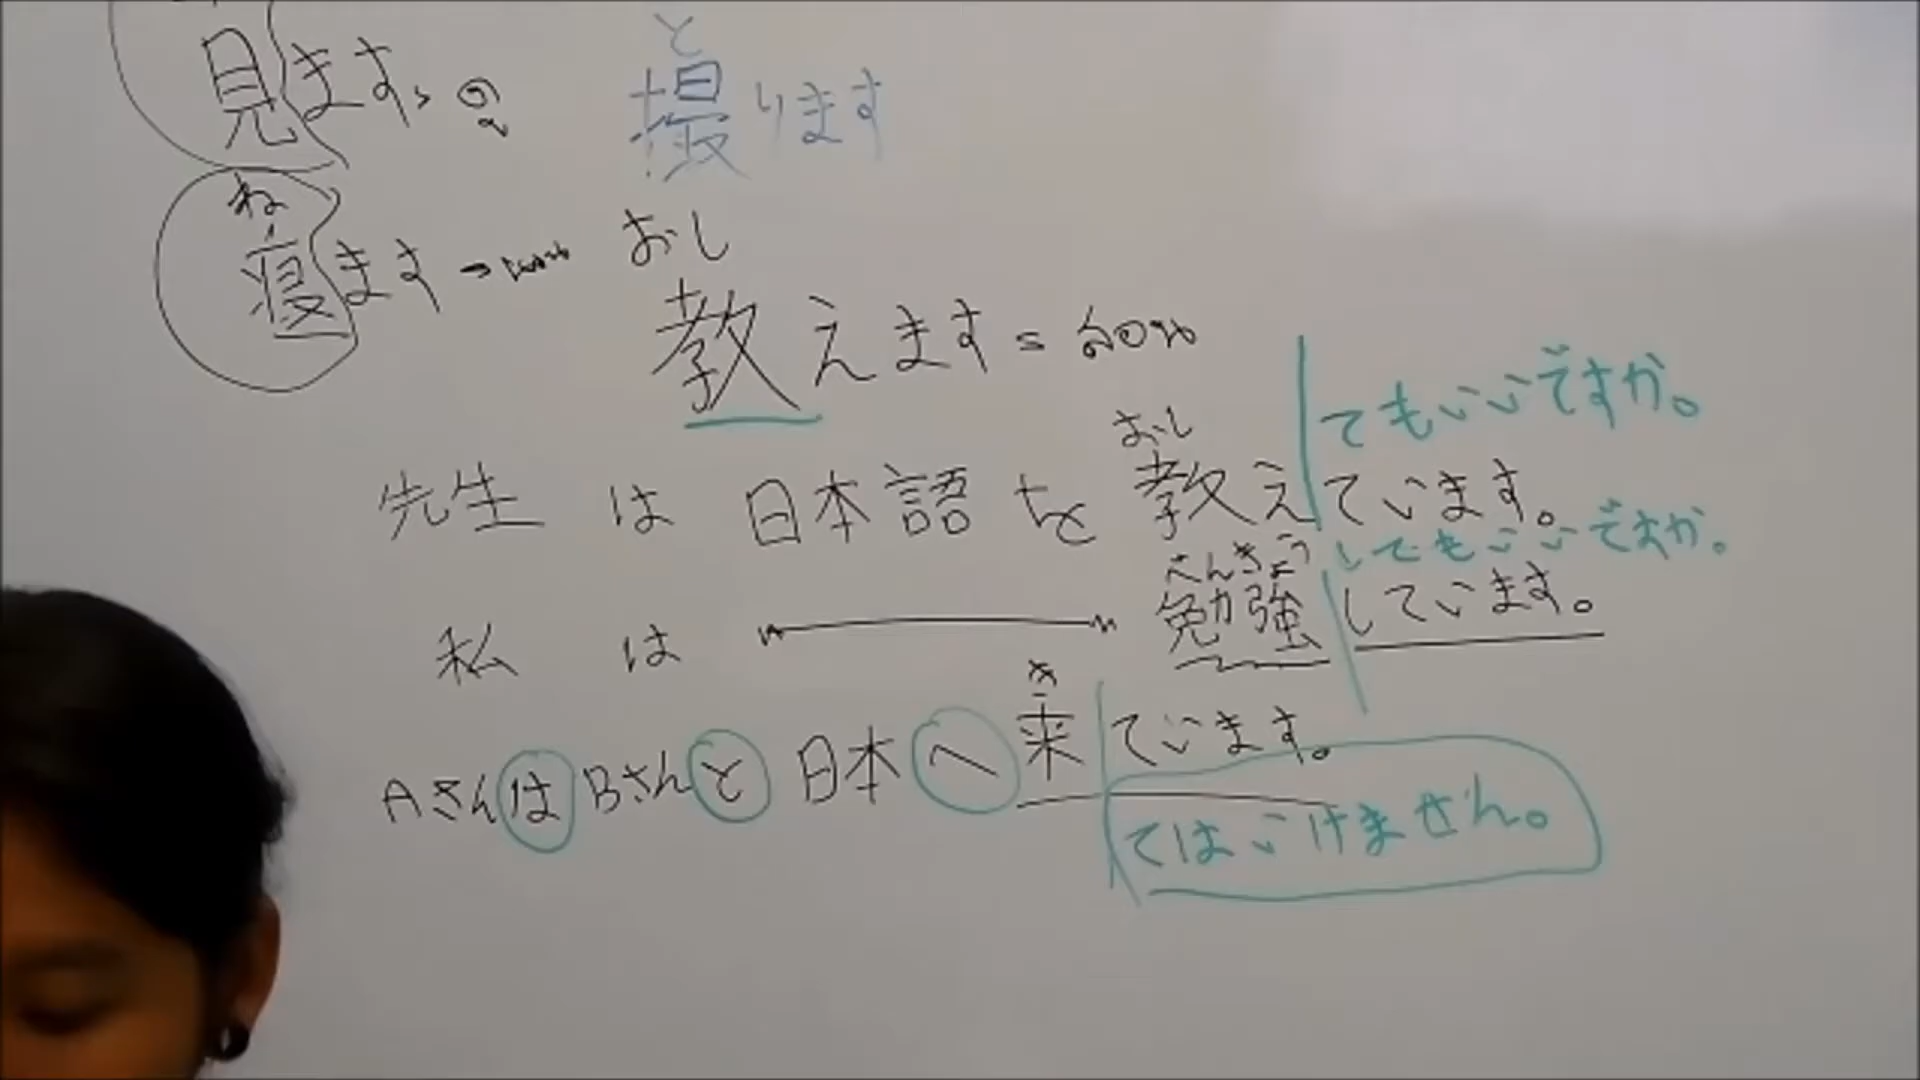 見ます
と
撮ります
ね
寝ます
おし
教えます =
てもいいですか。
おし
先生 は 日本語 を 教えています。
してもいいですか。
べんきょう
私 は 勉強しています。
き
Aさんは Bさんと 日本へ 来ています。
てはいけません。